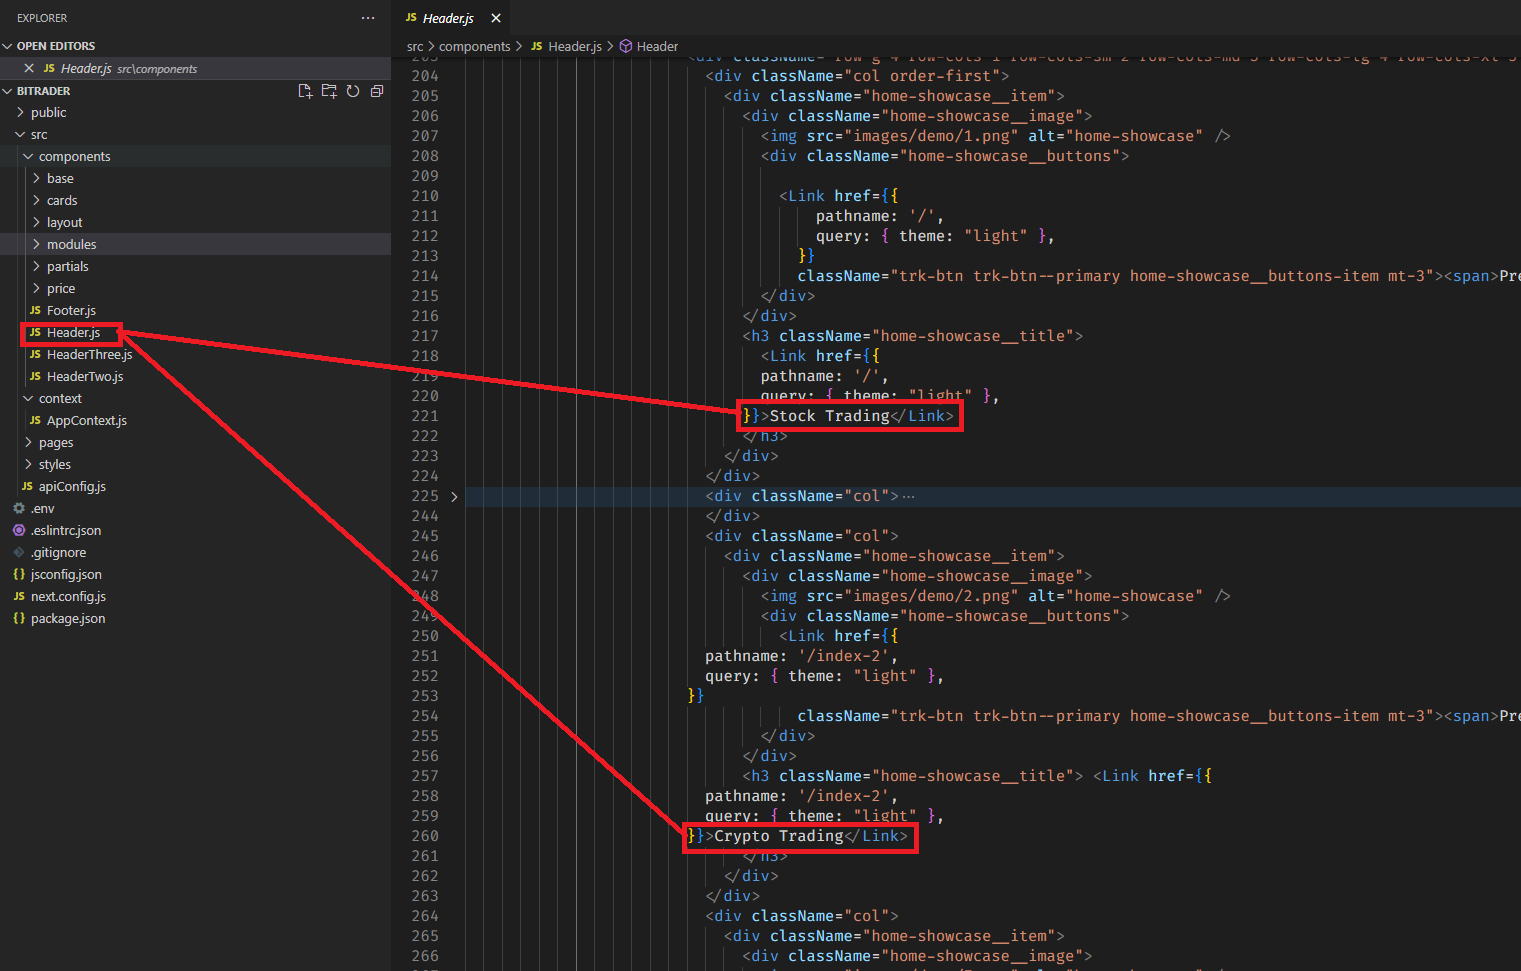 EXPLORER
···
OPEN EDITORS
JS Header.js src\components
BITRADER
public
src
components
base
cards
layout
modules
partials
price
JS Footer.js
JS Header.js
JS HeaderThree.js
JS HeaderTwo.js
context
JS AppContext.js
pages
styles
JS apiConfig.js
.env
.eslintrc.json
.gitignore
{} jsconfig.json
JS next.config.js
{} package.json
JS Header.js
src > components > JS Header.js > Header
204 <div className="col order-first">
205 <div className="home-showcase__item">
206 <div className="home-showcase__image">
207 <img src="images/demo/1.png" alt="home-showcase" />
208 <div className="home-showcase__buttons">
209
210 <Link href={{
211 pathname: '/',
212 query: { theme: "light" },
213 }}
214 className="trk-btn trk-btn--primary home-showcase__buttons-item mt-3"><span>Pre
215 </div>
216 </div>
217 <h3 className="home-showcase__title">
218 <Link href={{
219 pathname: '/',
220 query: { theme: "light" },
221 }}>Stock Trading</Link>
222 </h3>
223 </div>
224 </div>
225 <div className="col">···
244 </div>
245 <div className="col">
246 <div className="home-showcase__item">
247 <div className="home-showcase__image">
248 <img src="images/demo/2.png" alt="home-showcase" />
249 <div className="home-showcase__buttons">
250 <Link href={{
251 pathname: '/index-2',
252 query: { theme: "light" },
253 }}
254 className="trk-btn trk-btn--primary home-showcase__buttons-item mt-3"><span>Pre
255 </div>
256 </div>
257 <h3 className="home-showcase__title"> <Link href={{
258 pathname: '/index-2',
259 query: { theme: "light" },
260 }}>Crypto Trading</Link>
261 </h3>
262 </div>
263 </div>
264 <div className="col">
265 <div className="home-showcase__item">
266 <div className="home-showcase__image">